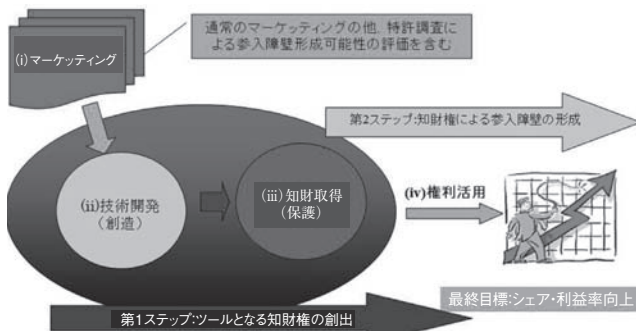 (i)マーケッティング
通常のマーケッティングの他、特許調査に
よる参入障壁形成可能性の評価を含む
第2ステップ:知財権による参入障壁の形成
(ii)技術開発
(創造)
(iii)知財取得
(保護)
(iv)権利活用
最終目標:シェア・利益率向上
第1ステップ:ツールとなる知財権の創出